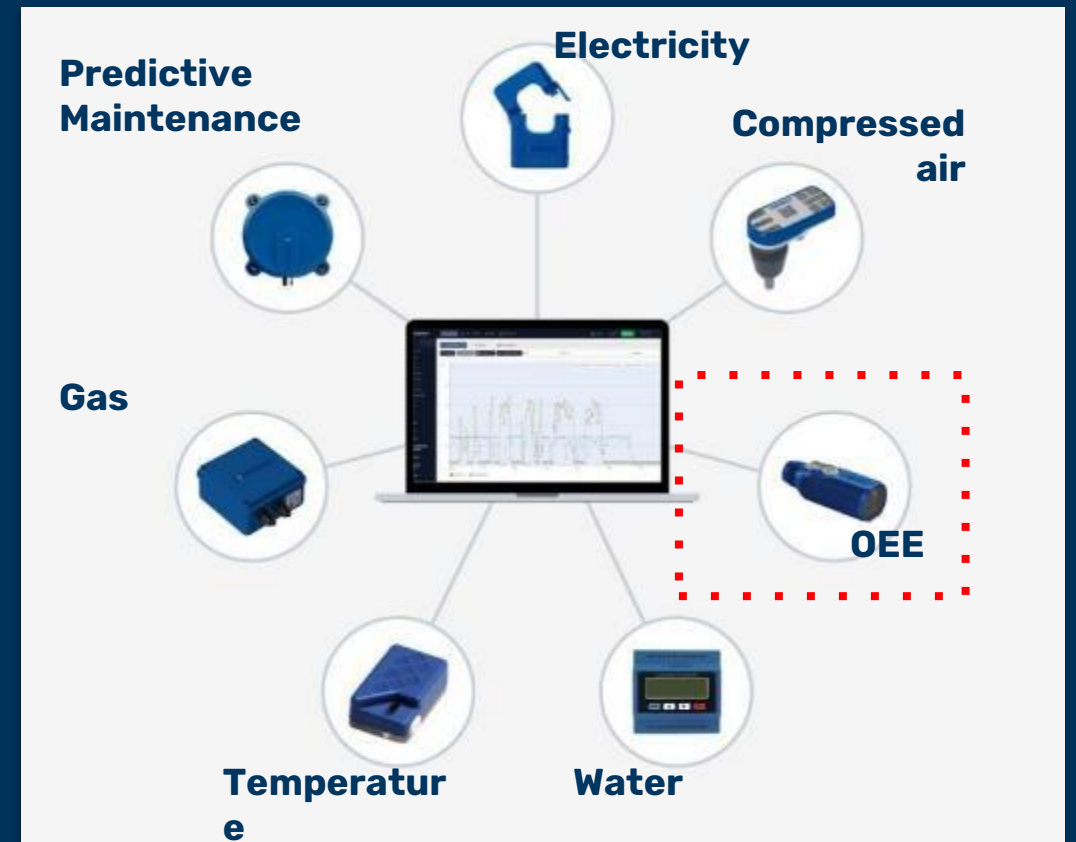 Electricity
Predictive
Maintenance
Compressed
air
Gas
OEE
Temperatur
e
Water